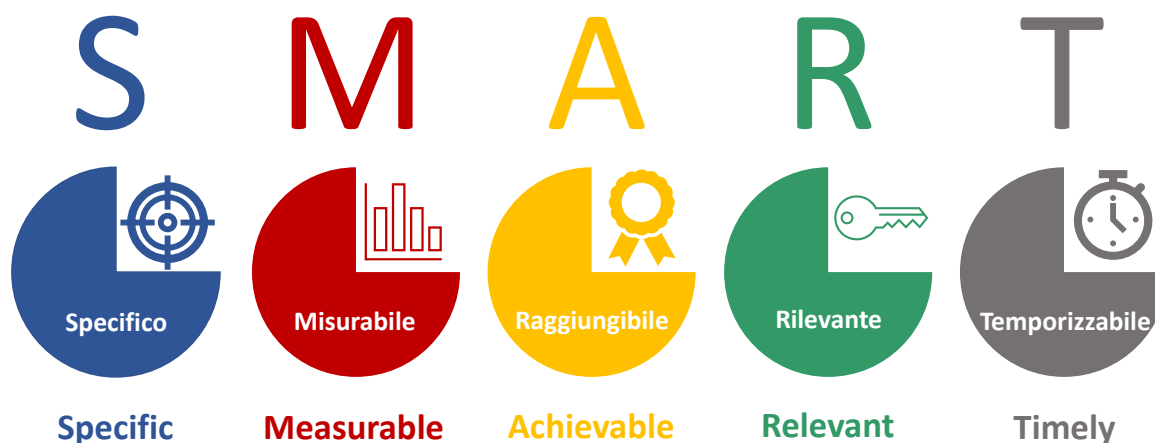 S M A R T
Specifico Misurabile Raggiungibile Rilevante Temporizzabile
Specific Measurable Achievable Relevant Timely